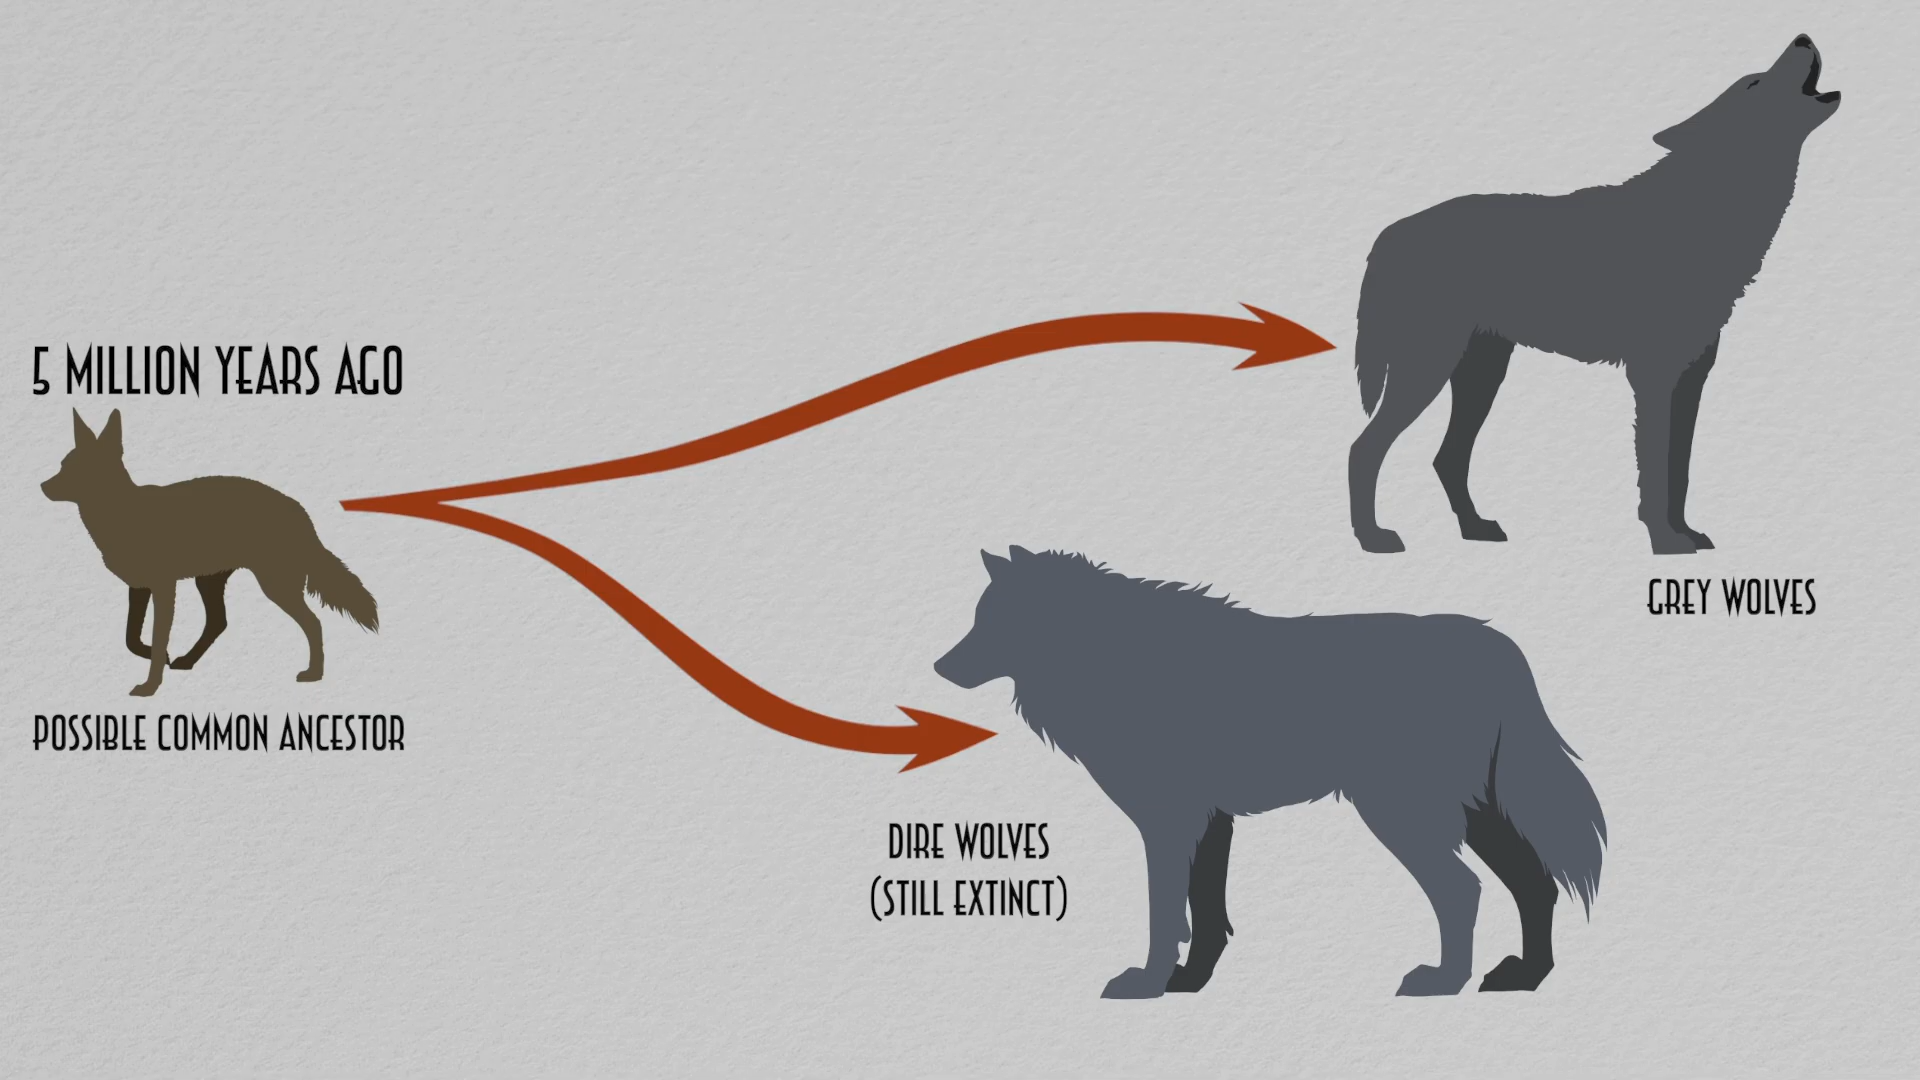 5 MILLION YEARS AGO
POSSIBLE COMMON ANCESTOR
GREY WOLVES
DIRE WOLVES
(STILL EXTINCT)